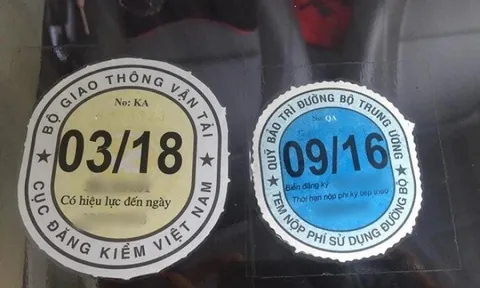 BỘ GIAO THÔNG VẬN TẢI
No: KA
03/18
Có hiệu lực đến ngày
CỤC ĐĂNG KIỂM VIỆT NAM
QUỸ BẢO TRÌ ĐƯỜNG BỘ TRUNG ƯƠNG
No: QA
09/16
Biển đăng ký
Thời hạn nộp phí kỳ tiếp theo
TEM NỘP PHÍ SỬ DỤNG ĐƯỜNG BỘ